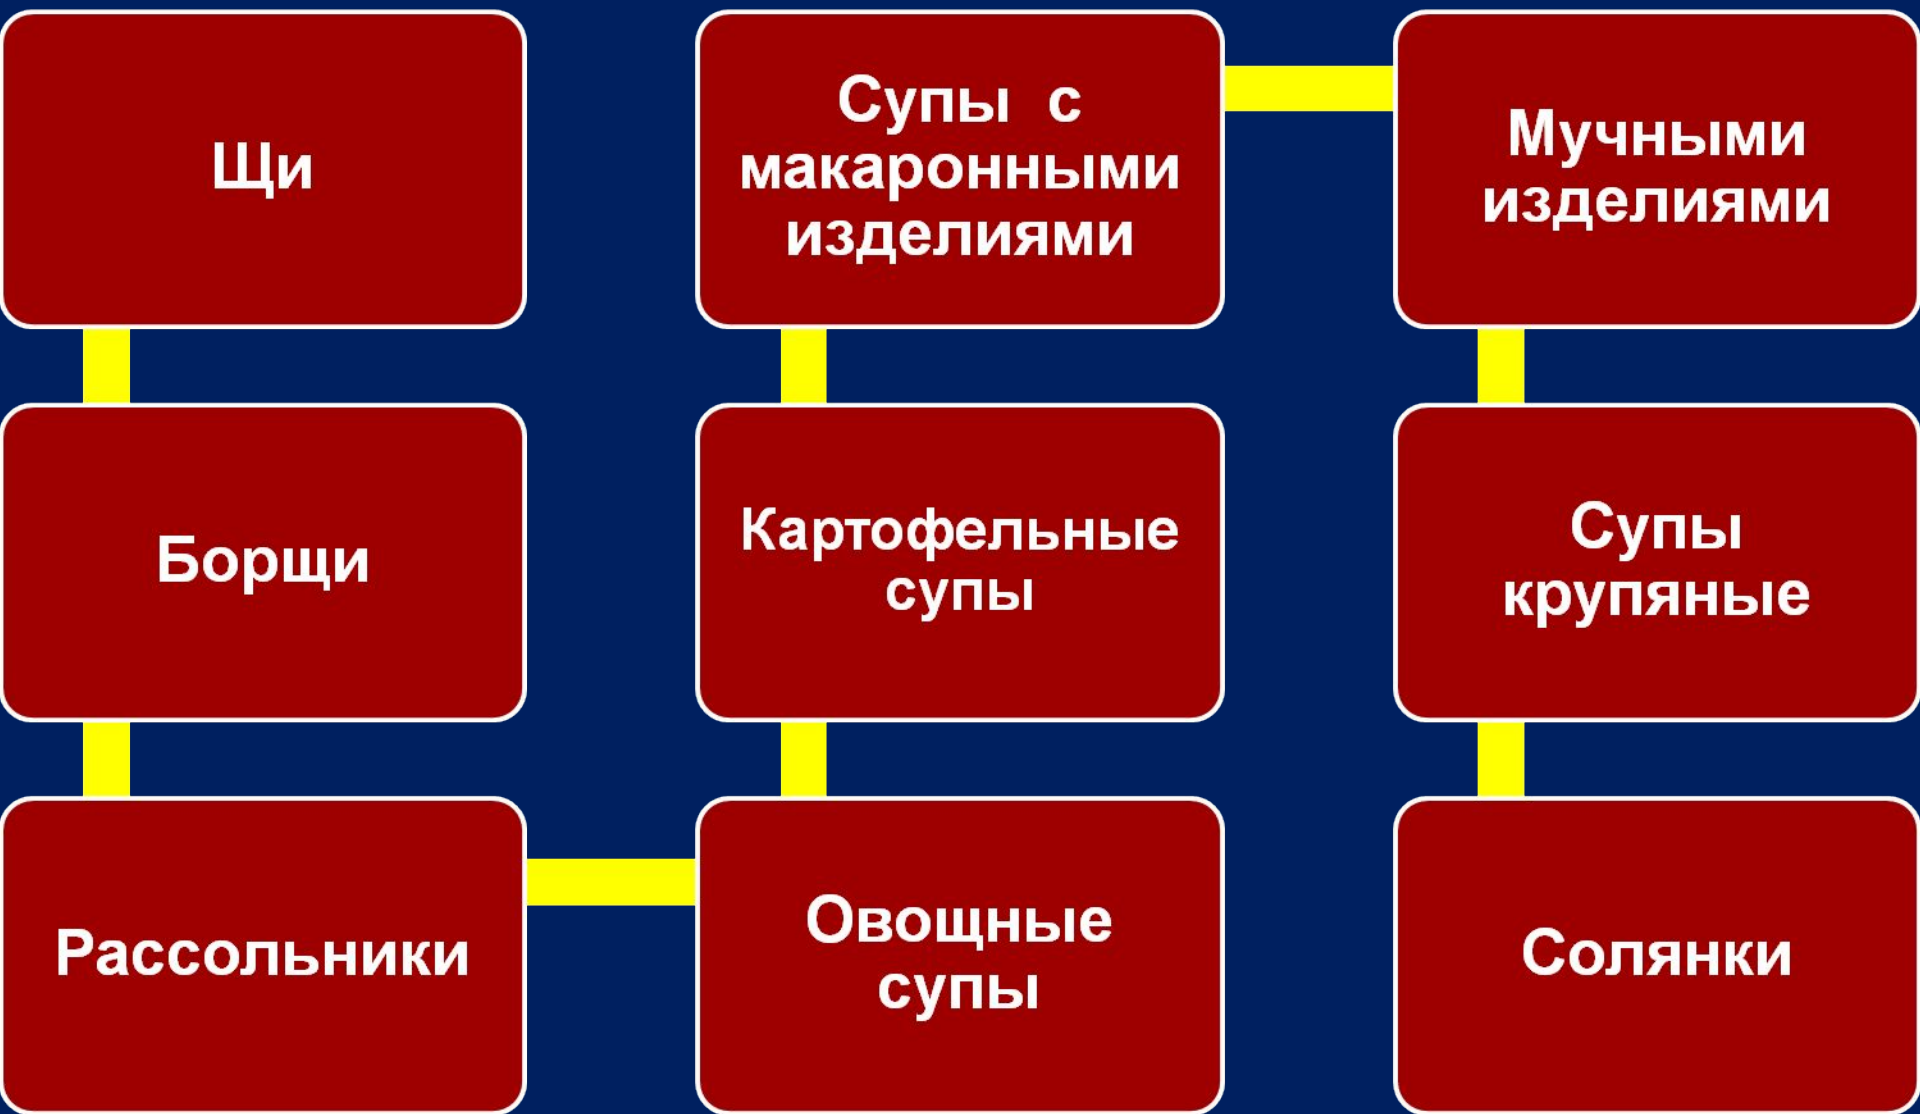 Щи
Борщи
Рассольники
Овощные
супы
Картофельные
супы
Супы с
макаронными
изделиями
Мучными
изделиями
Супы
крупяные
Солянки